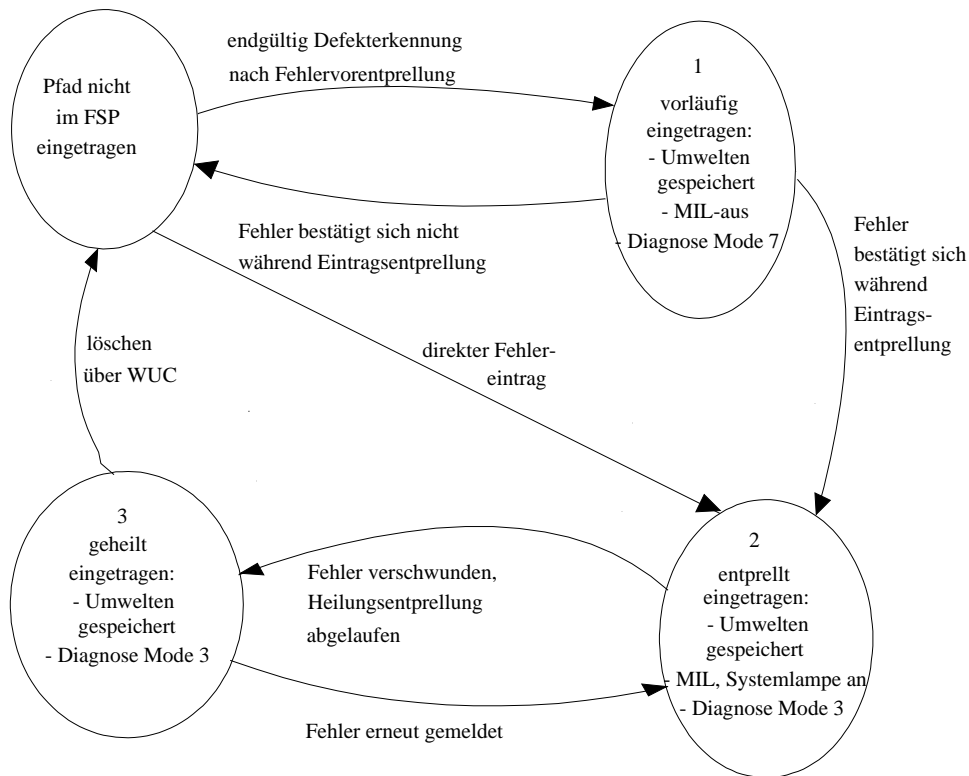 endgültig Defekterkennung
nach Fehlervorentprellung
Pfad nicht
im FSP
eingetragen
1
vorläufig
eingetragen:
- Umwelten
gespeichert
- MIL-aus
- Diagnose Mode 7
Fehler bestätigt sich nicht
während Eintragsentprellung
Fehler
bestätigt sich
während
Eintrags-
entprellung
löschen
über WUC
direkter Fehler-
eintrag
3
geheilt
eingetragen:
- Umwelten
gespeichert
- Diagnose Mode 3
Fehler verschwunden,
Heilungsentprellung
abgelaufen
2
entprellt
eingetragen:
- Umwelten
gespeichert
- MIL, Systemlampe an
- Diagnose Mode 3
Fehler erneut gemeldet